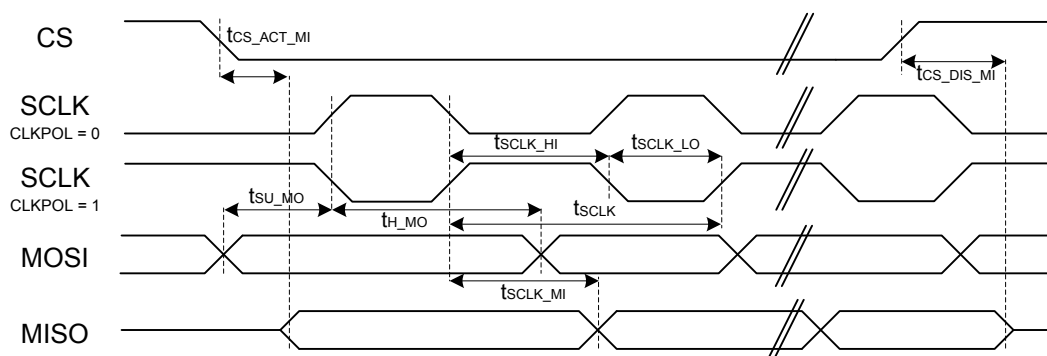 CS
tCS_ACT_MI
tCS_DIS_MI
SCLK
CLKPOL = 0
tSCLK_HI
tSCLK_LO
SCLK
CLKPOL = 1
tSU_MO
tH_MO
tSCLK
MOSI
tSCLK_MI
MISO